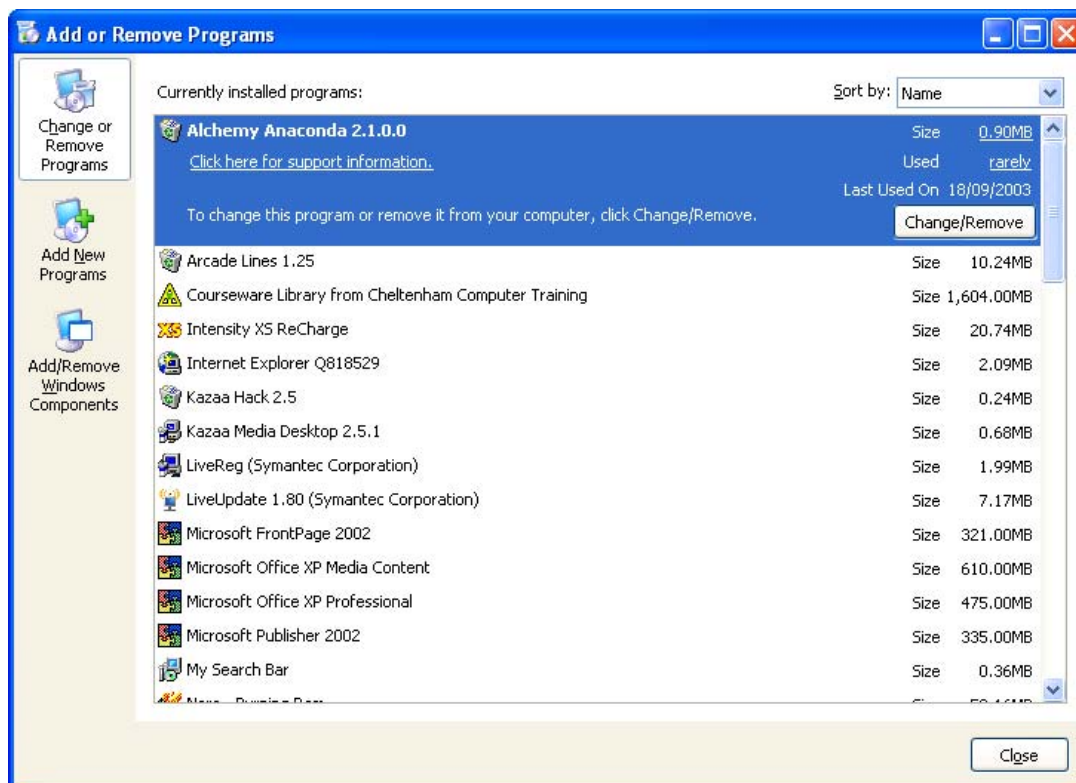 Add or Remove Programs
Change or
Remove
Programs
Add New
Programs
Add/Remove
Windows
Components
Currently installed programs:
Sort by: Name
Alchemy Anaconda 2.1.0.0 Size 0.90MB
Click here for support information. Used rarely
Last Used On 18/09/2003
To change this program or remove it from your computer, click Change/Remove. Change/Remove
Arcade Lines 1.25 Size 10.24MB
Courseware Library from Cheltenham Computer Training Size 1,604.00MB
XS Intensity XS ReCharge Size 20.74MB
Internet Explorer Q818529 Size 2.09MB
Kazaa Hack 2.5 Size 0.24MB
Kazaa Media Desktop 2.5.1 Size 0.68MB
LiveReg (Symantec Corporation) Size 1.99MB
LiveUpdate 1.80 (Symantec Corporation) Size 7.17MB
Microsoft FrontPage 2002 Size 321.00MB
Microsoft Office XP Media Content Size 610.00MB
Microsoft Office XP Professional Size 475.00MB
Microsoft Publisher 2002 Size 335.00MB
My Search Bar Size 0.36MB
Close